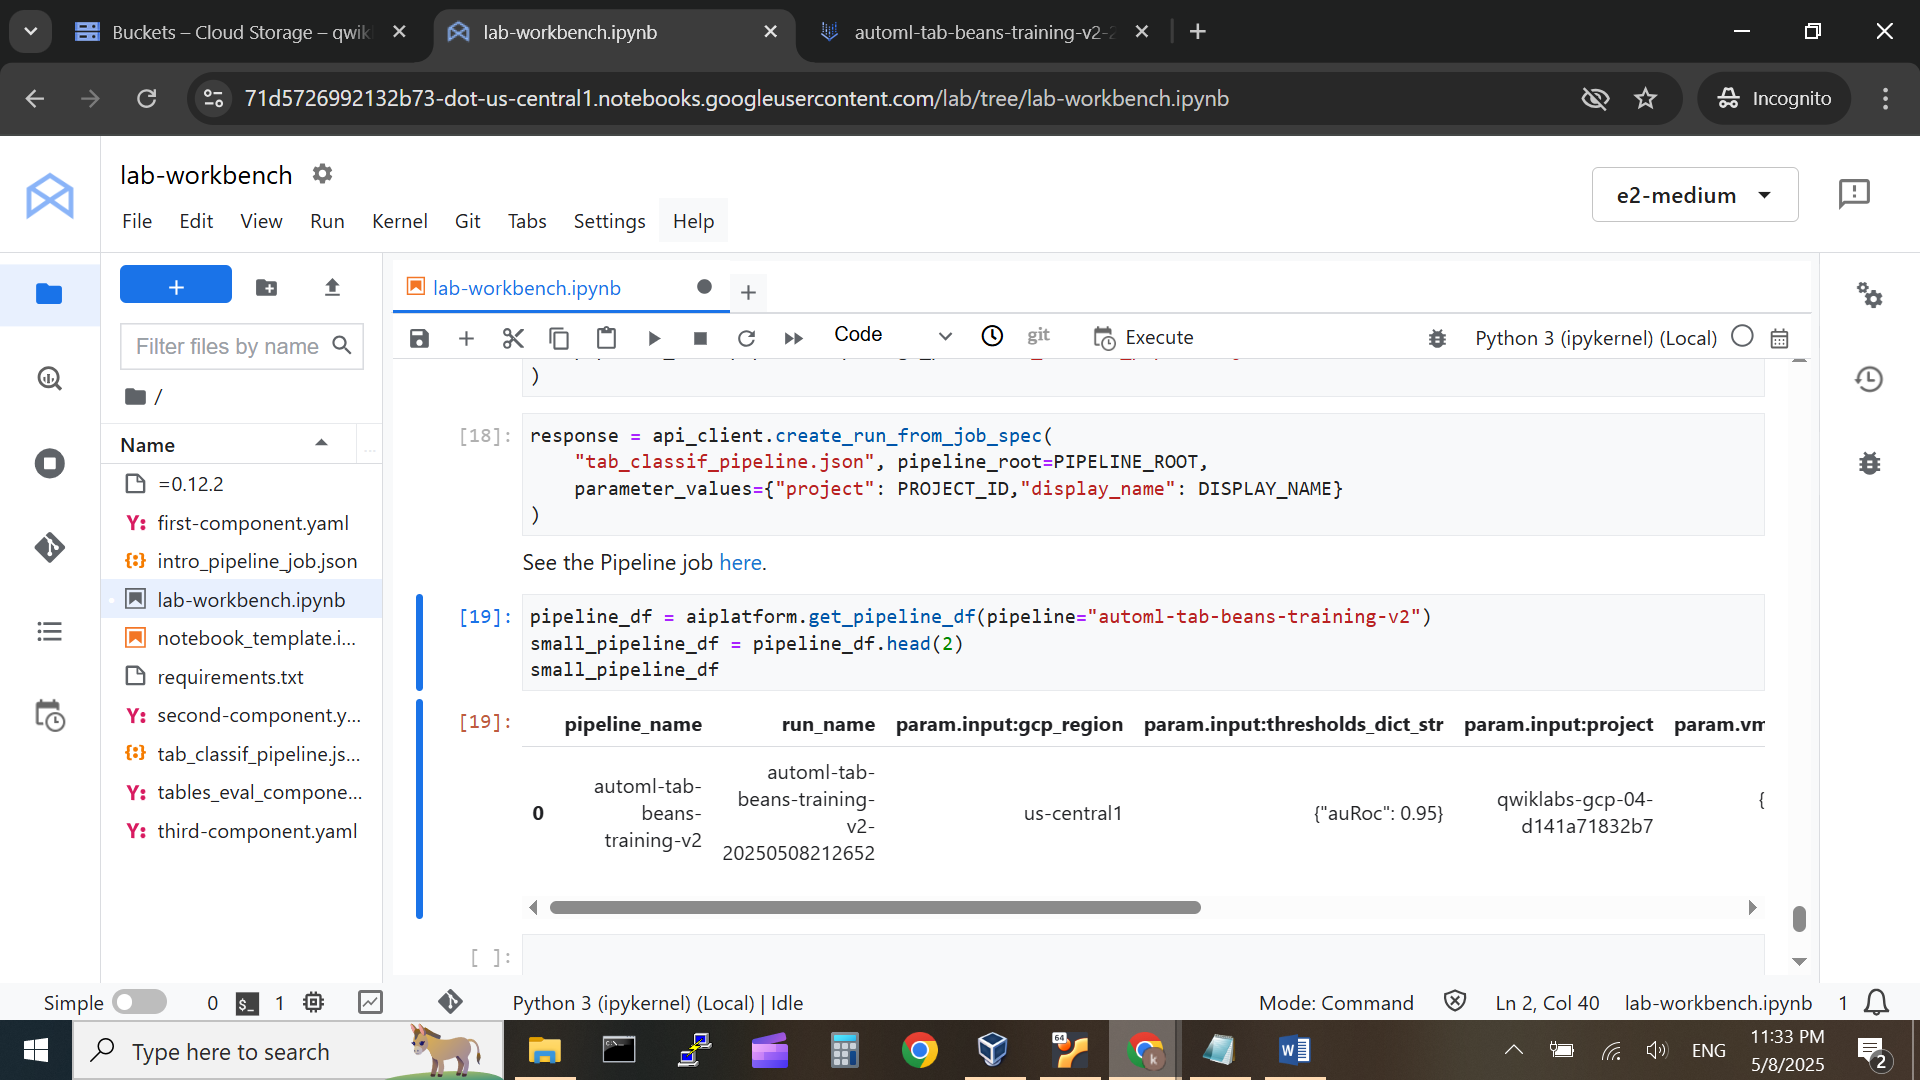 Buckets – Cloud Storage – qwik
lab-workbench.ipynb
automl-tab-beans-training-v2-2
71d5726992132b73-dot-us-central1.notebooks.googleusercontent.com/lab/tree/lab-workbench.ipynb
Incognito
lab-workbench
e2-medium
File Edit View Run Kernel Git Tabs Settings Help
lab-workbench.ipynb
Filter files by name
Code
git
Execute
Python 3 (ipykernel) (Local)
/
Name
=0.12.2
first-component.yaml
intro_pipeline_job.json
lab-workbench.ipynb
notebook_template.i...
requirements.txt
second-component.y...
tab_classif_pipeline.js...
tables_eval_compone...
third-component.yaml
)
[18]: response = api_client.create_run_from_job_spec(
"tab_classif_pipeline.json", pipeline_root=PIPELINE_ROOT,
parameter_values={"project": PROJECT_ID,"display_name": DISPLAY_NAME}
)
See the Pipeline job here.
[19]: pipeline_df = aiplatform.get_pipeline_df(pipeline="automl-tab-beans-training-v2")
small_pipeline_df = pipeline_df.head(2)
small_pipeline_df
[19]: pipeline_name run_name param.input:gcp_region param.input:thresholds_dict_str param.input:project param.vm
0 automl-tab-beans-training-v2 automl-tab-beans-training-v2-20250508212652 us-central1 {"auRoc": 0.95} qwiklabs-gcp-04-d141a71832b7 {
[ ]:
Simple 0 $_ 1 Python 3 (ipykernel) (Local) | Idle Mode: Command Ln 2, Col 40 lab-workbench.ipynb 1
Type here to search
64
k
ENG
11:33 PM
5/8/2025
2